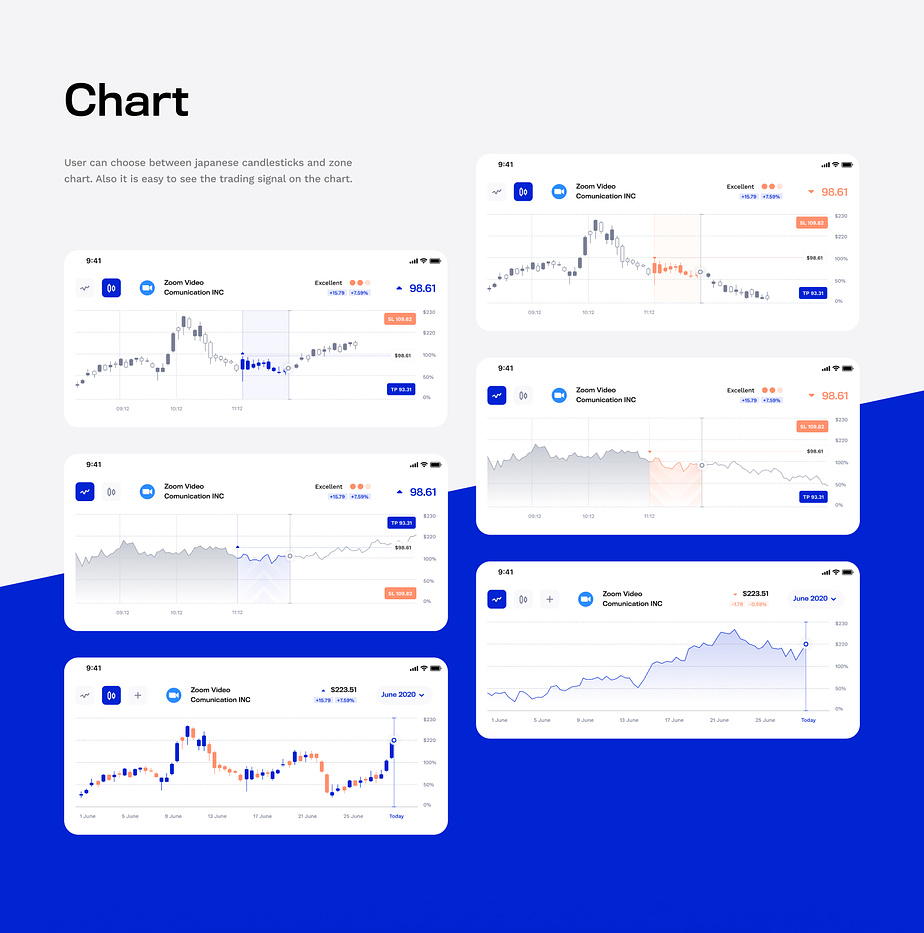 Chart
User can choose between japanese candlesticks and zone
chart. Also it is easy to see the trading signal on the chart.
9:41
Zoom Video
Comunication INC
Excellent
+15.79 +7.59%
98.61
SL 109.82
$98.61
TP 93.31
$230
$220
100%
50%
0%
09:12 10:12 11:12
9:41
Zoom Video
Comunication INC
Excellent
+15.79 +7.59%
98.61
TP 93.31
$98.61
SL 109.82
$230
$220
100%
50%
0%
09:12 10:12 11:12
9:41
Zoom Video
Comunication INC
$223.51
+15.79 +7.59%
June 2020
$230
$220
100%
50%
0%
1 June 5 June 9 June 13 June 17 June 21 June 25 June Today
9:41
Zoom Video
Comunication INC
Excellent
+15.79 +7.59%
98.61
SL 109.82
$98.61
TP 93.31
$230
$220
100%
50%
0%
09:12 10:12 11:12
9:41
Zoom Video
Comunication INC
Excellent
+15.79 +7.59%
98.61
SL 109.82
$98.61
TP 93.31
$230
$220
100%
50%
0%
09:12 10:12 11:12
9:41
Zoom Video
Comunication INC
$223.51
-1.78 -0.59%
June 2020
$230
$220
100%
50%
0%
1 June 5 June 9 June 13 June 17 June 21 June 25 June Today